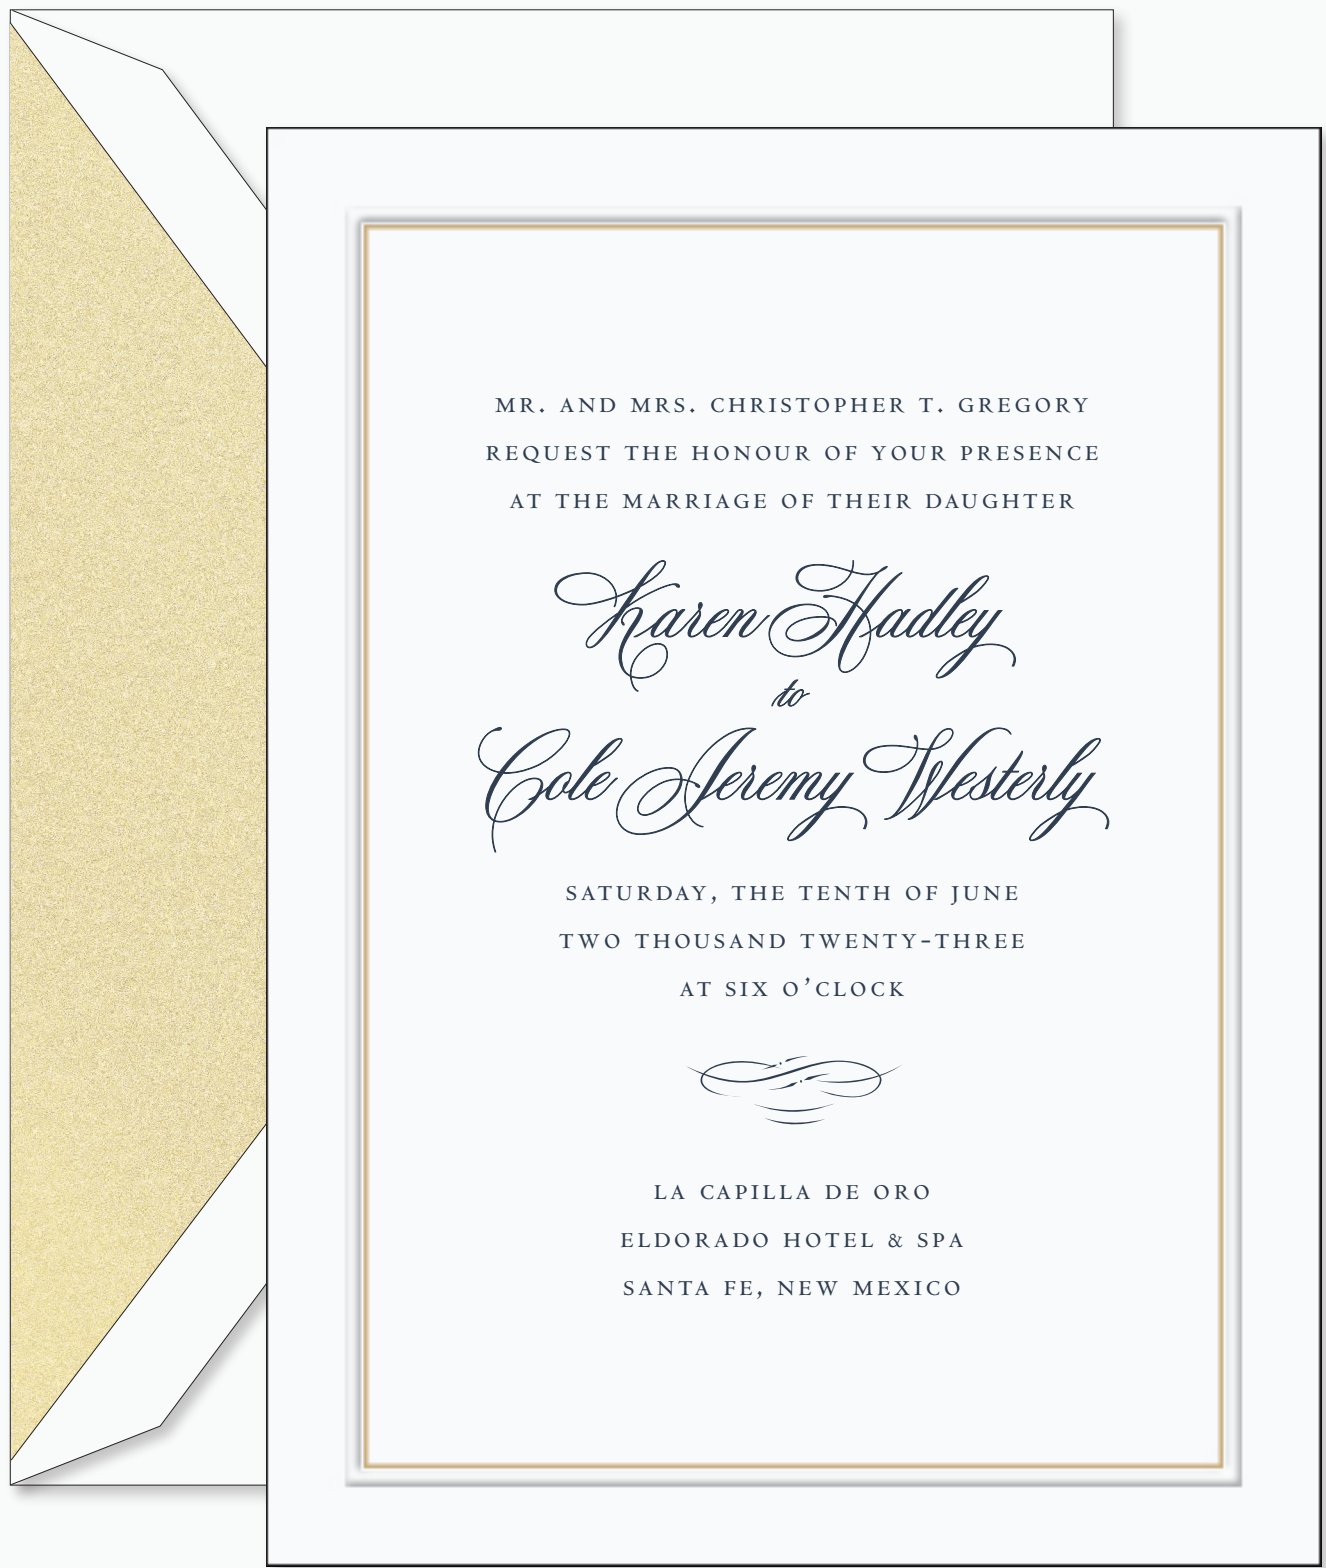 MR. AND MRS. CHRISTOPHER T. GREGORY
REQUEST THE HONOUR OF YOUR PRESENCE
AT THE MARRIAGE OF THEIR DAUGHTER
Karen Hadley
to
Cole Jeremy Westerly
SATURDAY, THE TENTH OF JUNE
TWO THOUSAND TWENTY-THREE
AT SIX O’CLOCK
LA CAPILLA DE ORO
ELDORADO HOTEL & SPA
SANTA FE, NEW MEXICO